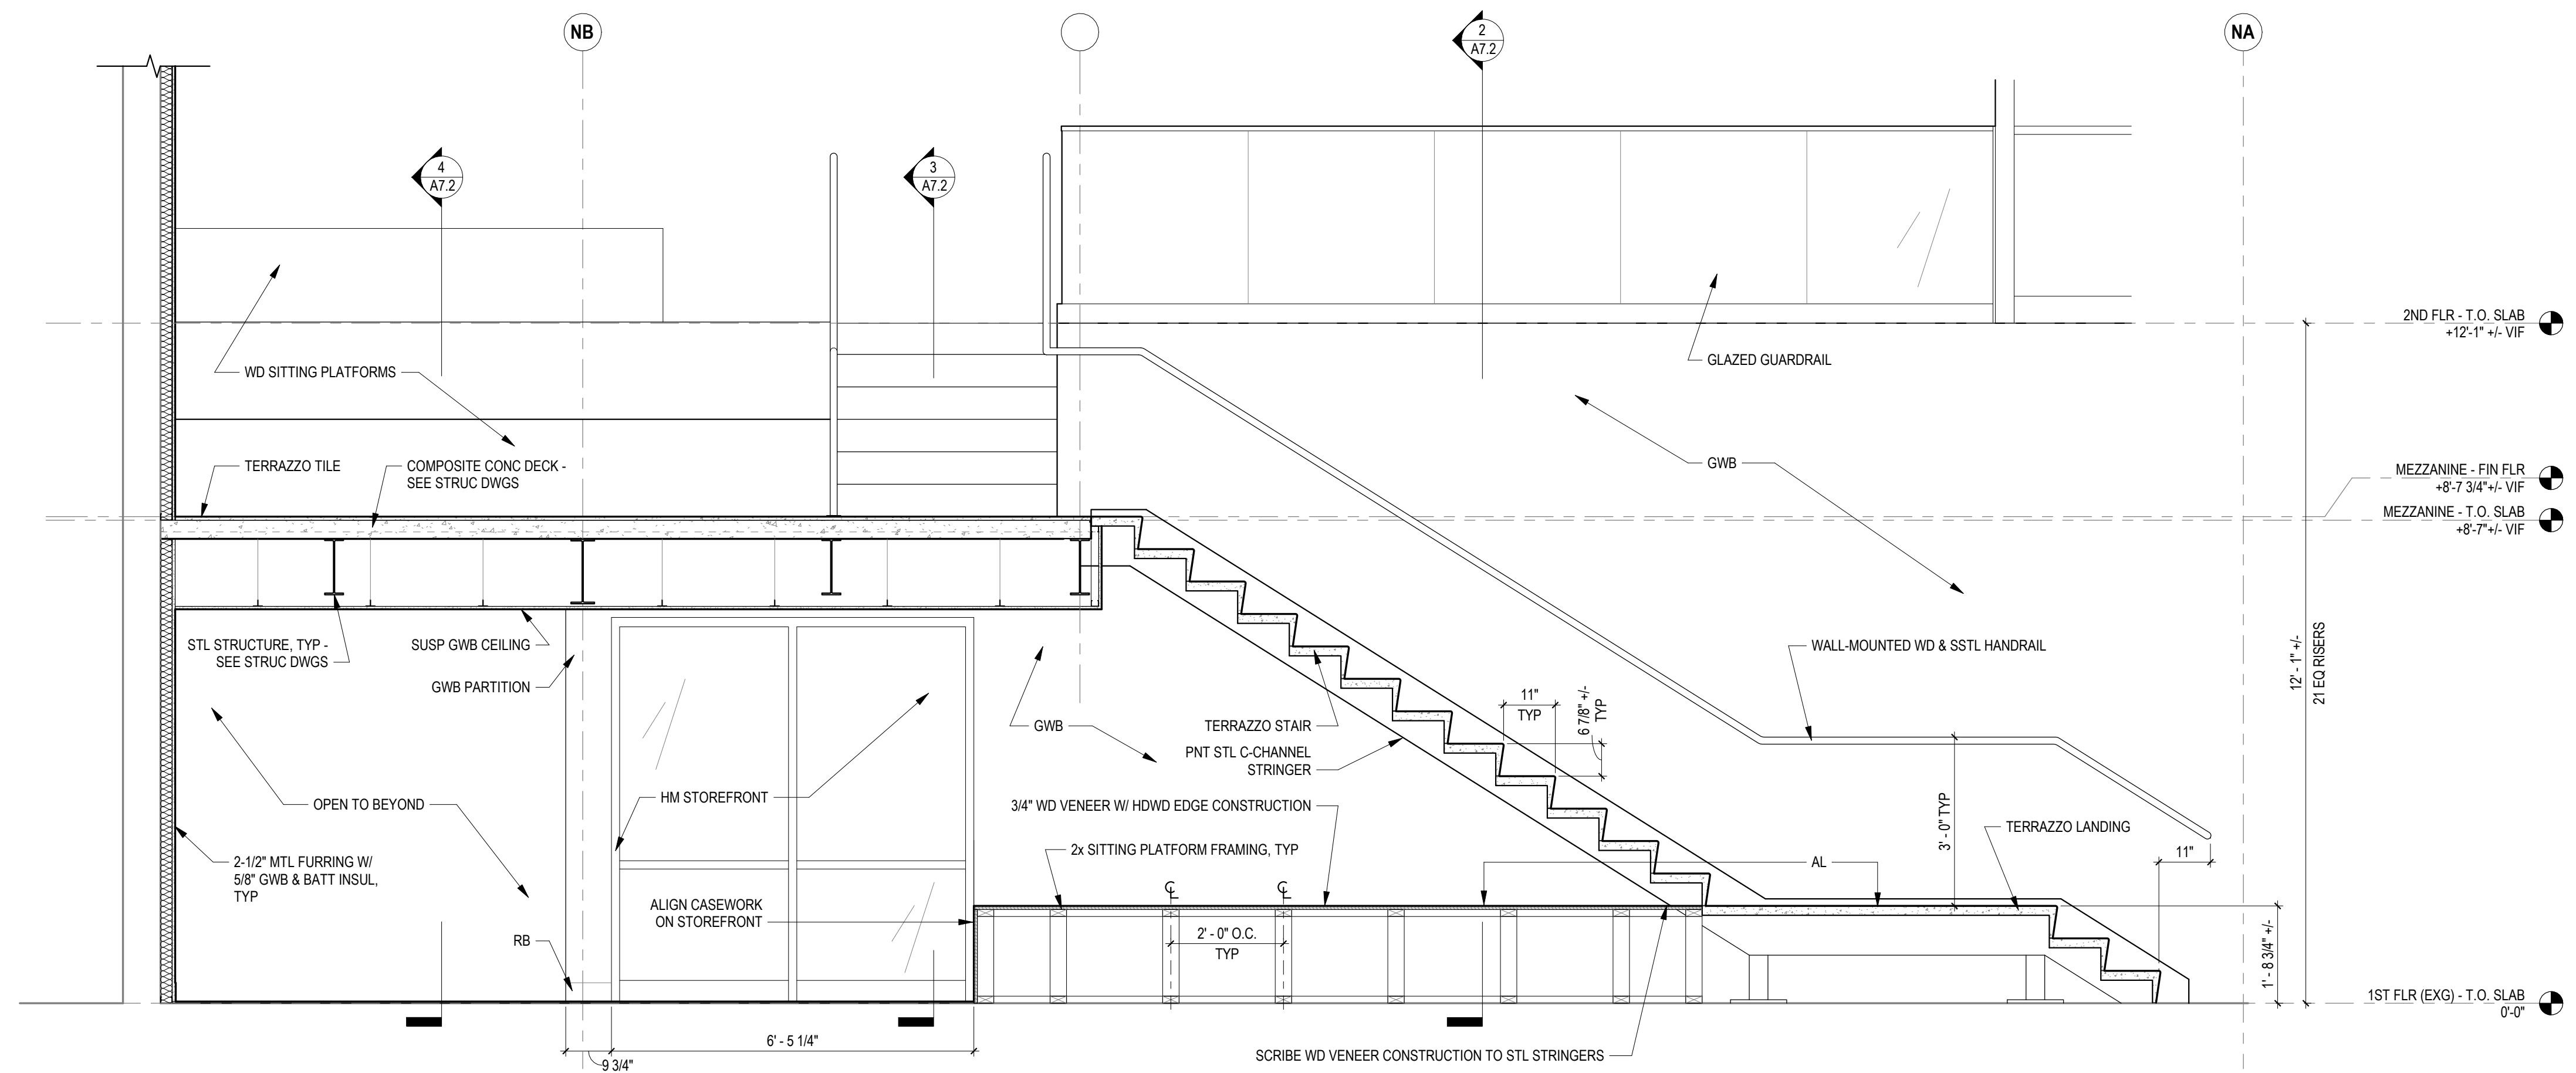 NB
2
A7.2
NA
4
A7.2
3
A7.2
2ND FLR - T.O. SLAB
+12'-1" +/- VIF
GLAZED GUARDRAIL
WD SITTING PLATFORMS
TERRAZZO TILE
COMPOSITE CONC DECK -
SEE STRUC DWGS
GWB
MEZZANINE - FIN FLR
+8'-7 3/4"+/- VIF
MEZZANINE - T.O. SLAB
+8'-7"+/- VIF
STL STRUCTURE, TYP -
SEE STRUC DWGS
SUSP GWB CEILING
GWB PARTITION
WALL-MOUNTED WD & SSTL HANDRAIL
12' - 1" +/-
21 EQ RISERS
11"
TYP
6 7/8" +/-
TYP
GWB
TERRAZZO STAIR
PNT STL C-CHANNEL
STRINGER
HM STOREFRONT
OPEN TO BEYOND
3/4" WD VENEER W/ HDWD EDGE CONSTRUCTION
2x SITTING PLATFORM FRAMING, TYP
3' - 0" TYP
TERRAZZO LANDING
11"
AL
2-1/2" MTL FURRING W/
5/8" GWB & BATT INSUL,
TYP
ALIGN CASEWORK
ON STOREFRONT
RB
2' - 0" O.C.
TYP
1' - 8 3/4" +/-
1ST FLR (EXG) - T.O. SLAB
0'-0"
6' - 5 1/4"
9 3/4"
SCRIBE WD VENEER CONSTRUCTION TO STL STRINGERS